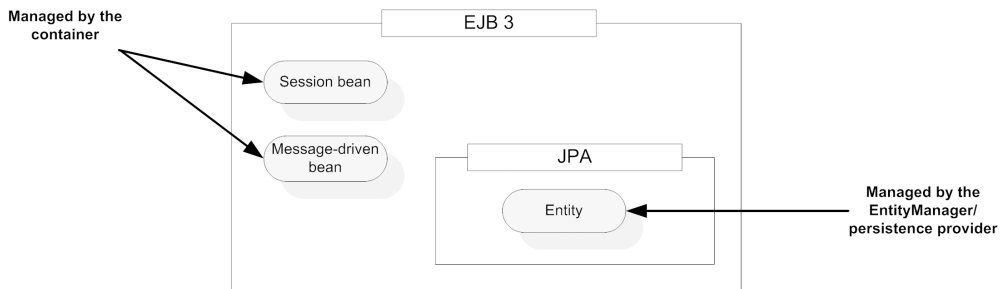 Managed by the
container
EJB 3
Session bean
Message-driven
bean
JPA
Entity
Managed by the
EntityManager/
persistence provider